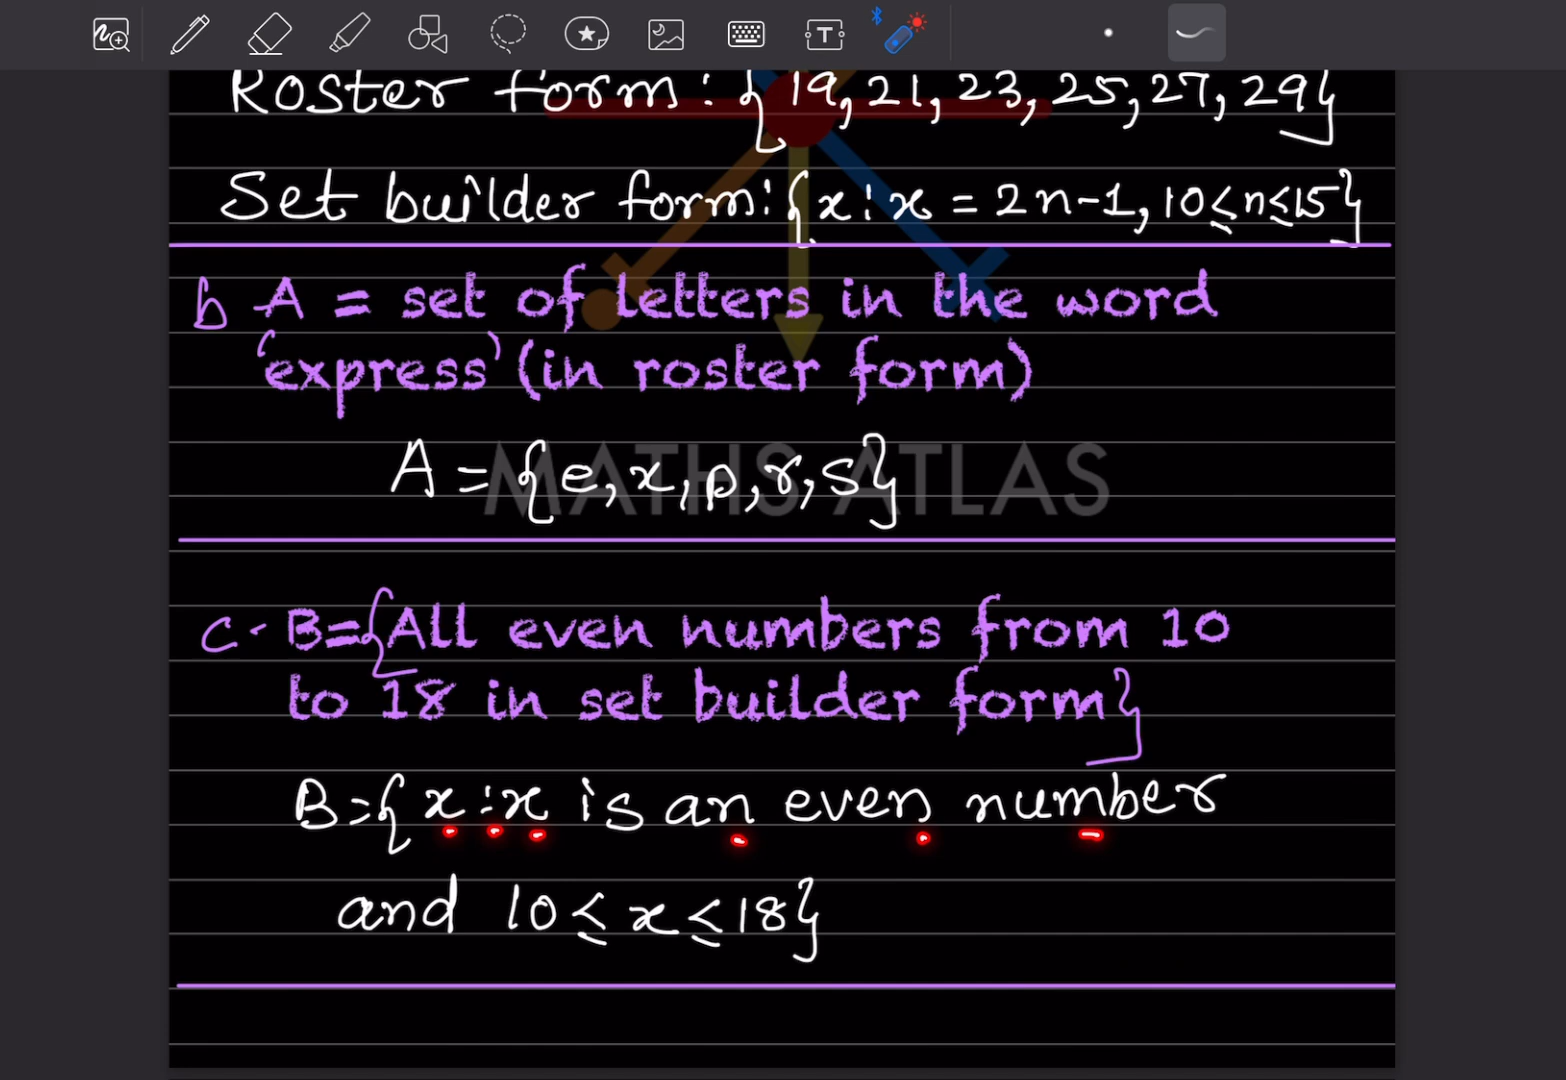 Roster form: {19, 21, 23, 25, 27, 29}
Set builder form: {x : x = 2n-1, 10 ≤ n ≤ 15}
b A = set of letters in the word
'express' (in roster form)
A = {e, x, p, r, s}
MATHS ATLAS
c. B = {All even numbers from 10
to 18 in set builder form}
B = {x : x is an even number
and 10 ≤ x ≤ 18}